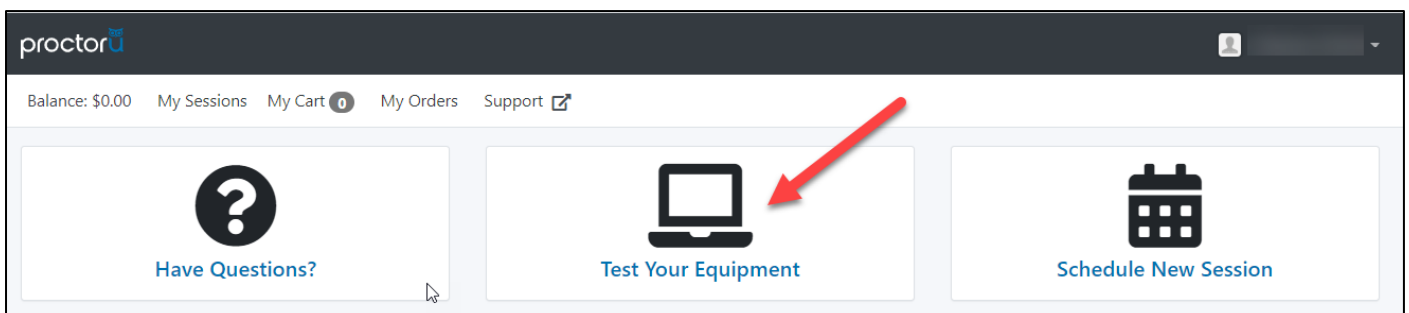 proctoru
Balance: $0.00 My Sessions My Cart 0 My Orders Support
Have Questions? Test Your Equipment Schedule New Session